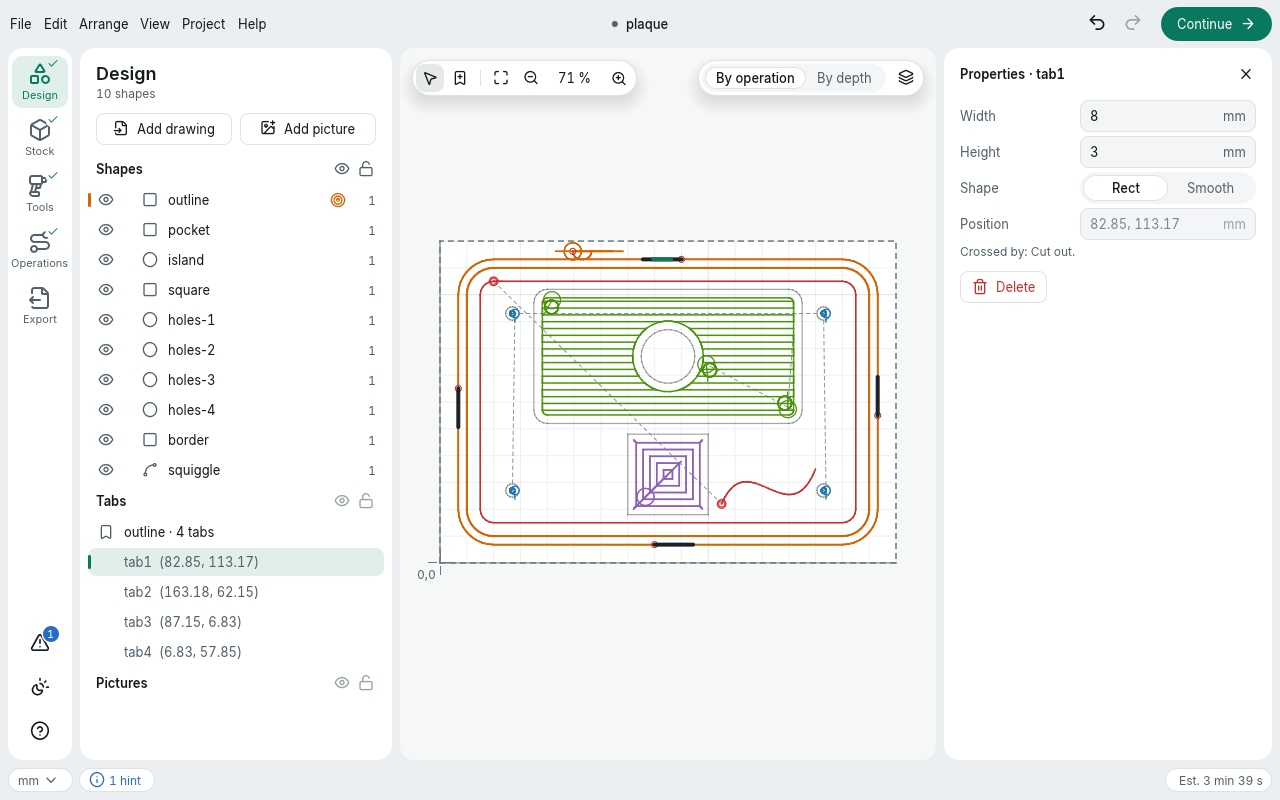 File Edit Arrange View Project Help
plaque
Continue
Design
Stock
Tools
Operations
Export
1
Design
10 shapes
Add drawing
Add picture
Shapes
outline 1
pocket 1
island 1
square 1
holes-1 1
holes-2 1
holes-3 1
holes-4 1
border 1
squiggle 1
Tabs
outline · 4 tabs
tab1 (82.85, 113.17)
tab2 (163.18, 62.15)
tab3 (87.15, 6.83)
tab4 (6.83, 57.85)
Pictures
71 %
By operation By depth
0,0
Properties · tab1
Width 8 mm
Height 3 mm
Shape Rect Smooth
Position 82.85, 113.17 mm
Crossed by: Cut out.
Delete
mm
1 hint
Est. 3 min 39 s